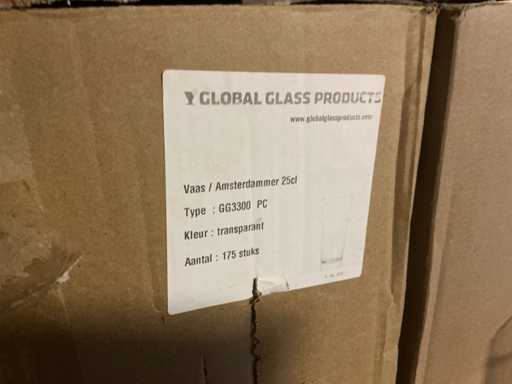 GLOBAL GLASS PRODUCTS
www.globalglassproducts.com
Vaas / Amsterdammer 25cl
Type : GG3300 PC
Kleur : transparant
Aantal : 175 stuks